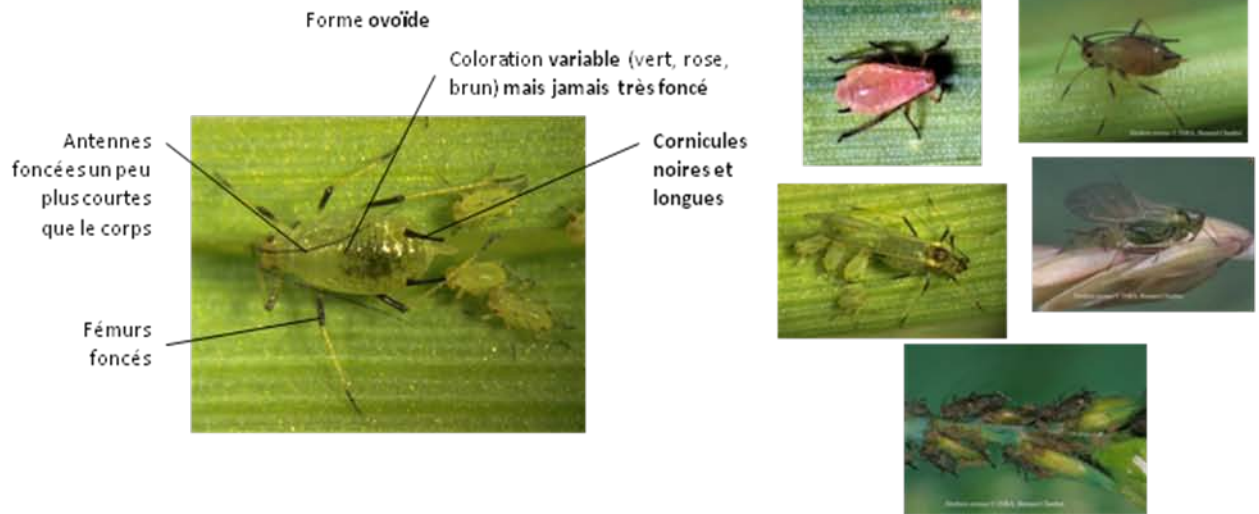 Forme ovoïde
Coloration variable (vert, rose,
brun) mais jamais très foncé
Antennes
foncées un peu
plus courtes
que le corps
Cornicules
noires et
longues
Fémurs
foncés